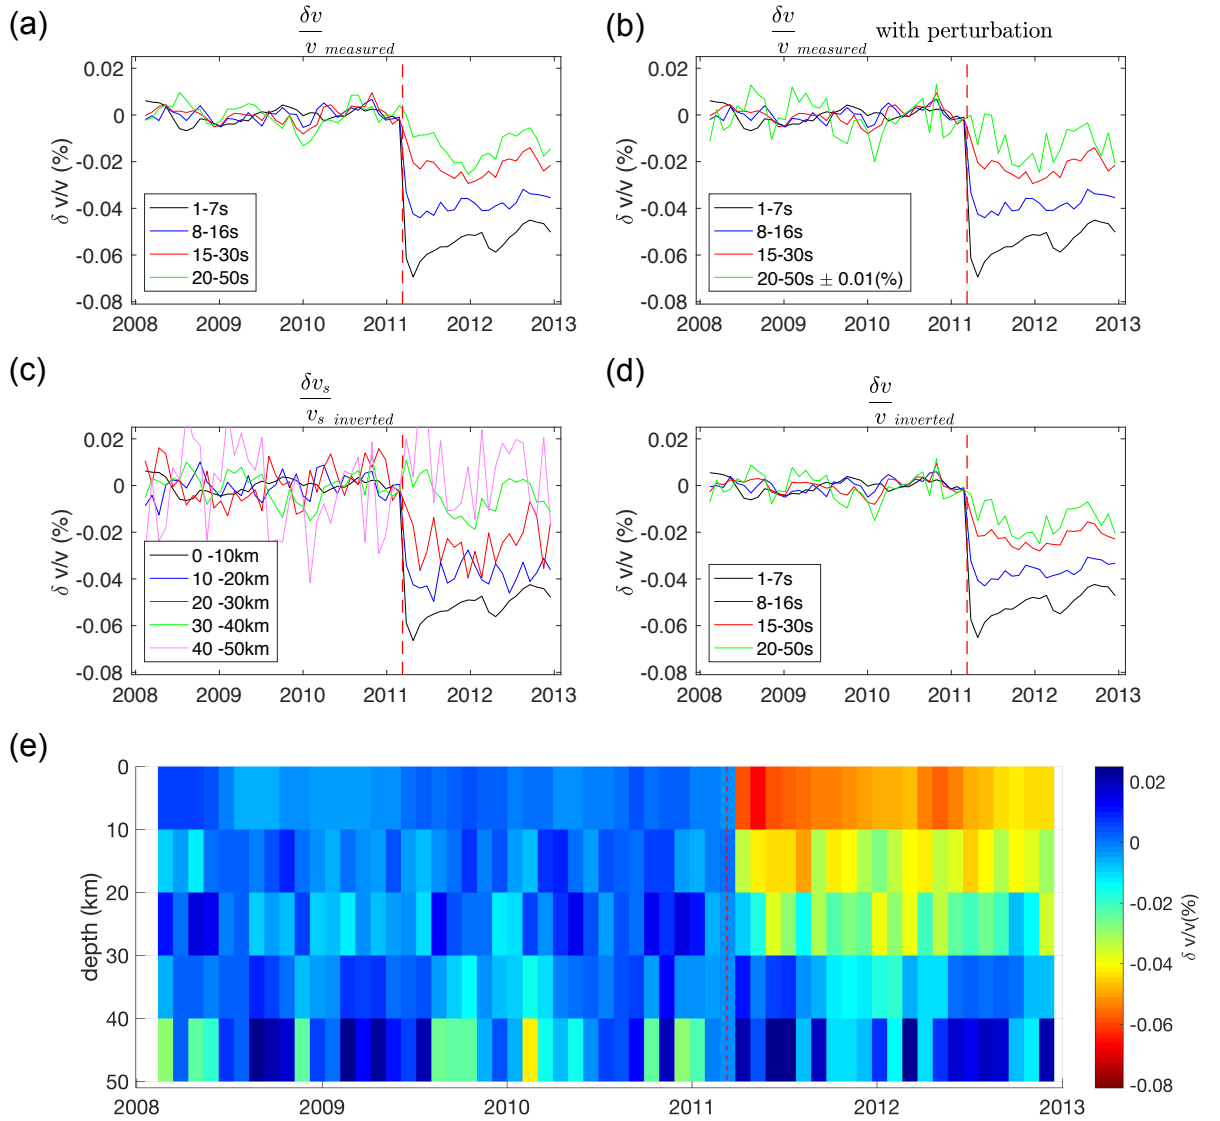 (a)
δv
v measured
0.02
0
-0.02
-0.04
-0.06
-0.08
δ v/v (%)
1-7s
8-16s
15-30s
20-50s
2008 2009 2010 2011 2012 2013
(b)
δv
v measured with perturbation
0.02
0
-0.02
-0.04
-0.06
-0.08
δ v/v (%)
1-7s
8-16s
15-30s
20-50s ± 0.01(%)
2008 2009 2010 2011 2012 2013
(c)
δvs
vs inverted
0.02
0
-0.02
-0.04
-0.06
-0.08
δ v/v (%)
0 -10km
10 -20km
20 -30km
30 -40km
40 -50km
2008 2009 2010 2011 2012 2013
(d)
δv
v inverted
0.02
0
-0.02
-0.04
-0.06
-0.08
δ v/v (%)
1-7s
8-16s
15-30s
20-50s
2008 2009 2010 2011 2012 2013
(e)
0
10
20
30
40
50
depth (km)
2008 2009 2010 2011 2012 2013
0.02
0
-0.02
-0.04
-0.06
-0.08
δ v/v(%)